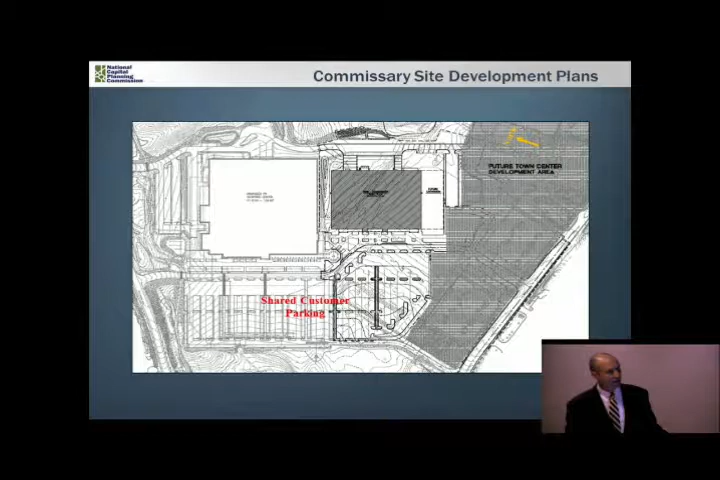 National
Capital
Planning
Commission
Commissary Site Development Plans
FUTURE TOWN CENTER
DEVELOPMENT AREA
Shared Customer
Parking